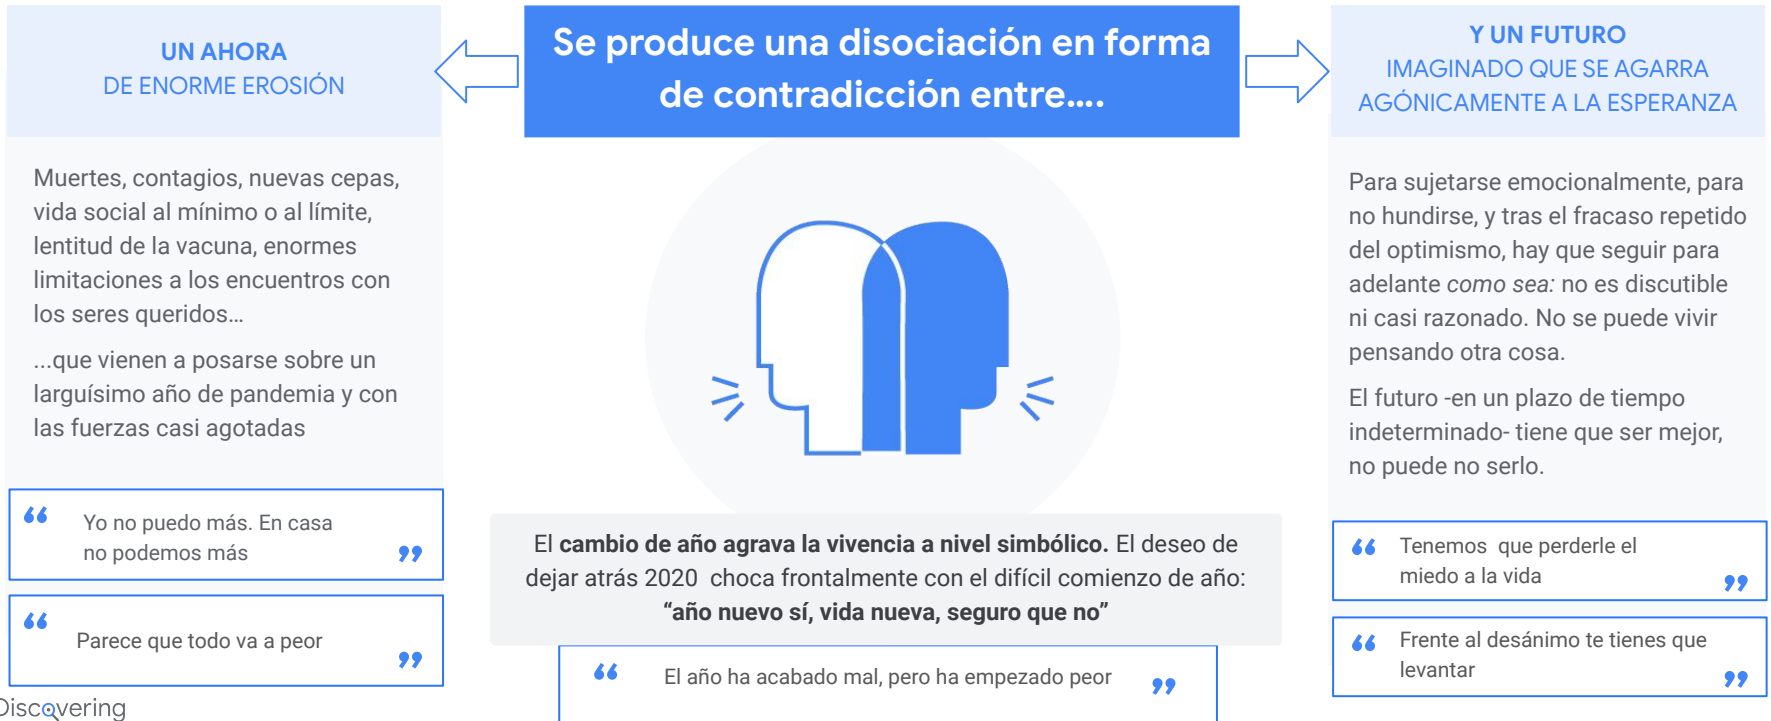 UN AHORA
DE ENORME EROSIÓN
Muertes, contagios, nuevas cepas,
vida social al mínimo o al límite,
lentitud de la vacuna, enormes
limitaciones a los encuentros con
los seres queridos...
...que vienen a posarse sobre un
larguísimo año de pandemia y con
las fuerzas casi agotadas
“ Yo no puedo más. En casa
no podemos más ”
“ Parece que todo va a peor ”
Discovering
Se produce una disociación en forma
de contradicción entre....
El cambio de año agrava la vivencia a nivel simbólico. El deseo de
dejar atrás 2020 choca frontalmente con el difícil comienzo de año:
“año nuevo sí, vida nueva, seguro que no”
“ El año ha acabado mal, pero ha empezado peor ”
Y UN FUTURO
IMAGINADO QUE SE AGARRA
AGÓNICAMENTE A LA ESPERANZA
Para sujetarse emocionalmente, para
no hundirse, y tras el fracaso repetido
del optimismo, hay que seguir para
adelante como sea: no es discutible
ni casi razonado. No se puede vivir
pensando otra cosa.
El futuro -en un plazo de tiempo
indeterminado- tiene que ser mejor,
no puede no serlo.
“ Tenemos que perderle el
miedo a la vida ”
“ Frente al desánimo te tienes que
levantar ”